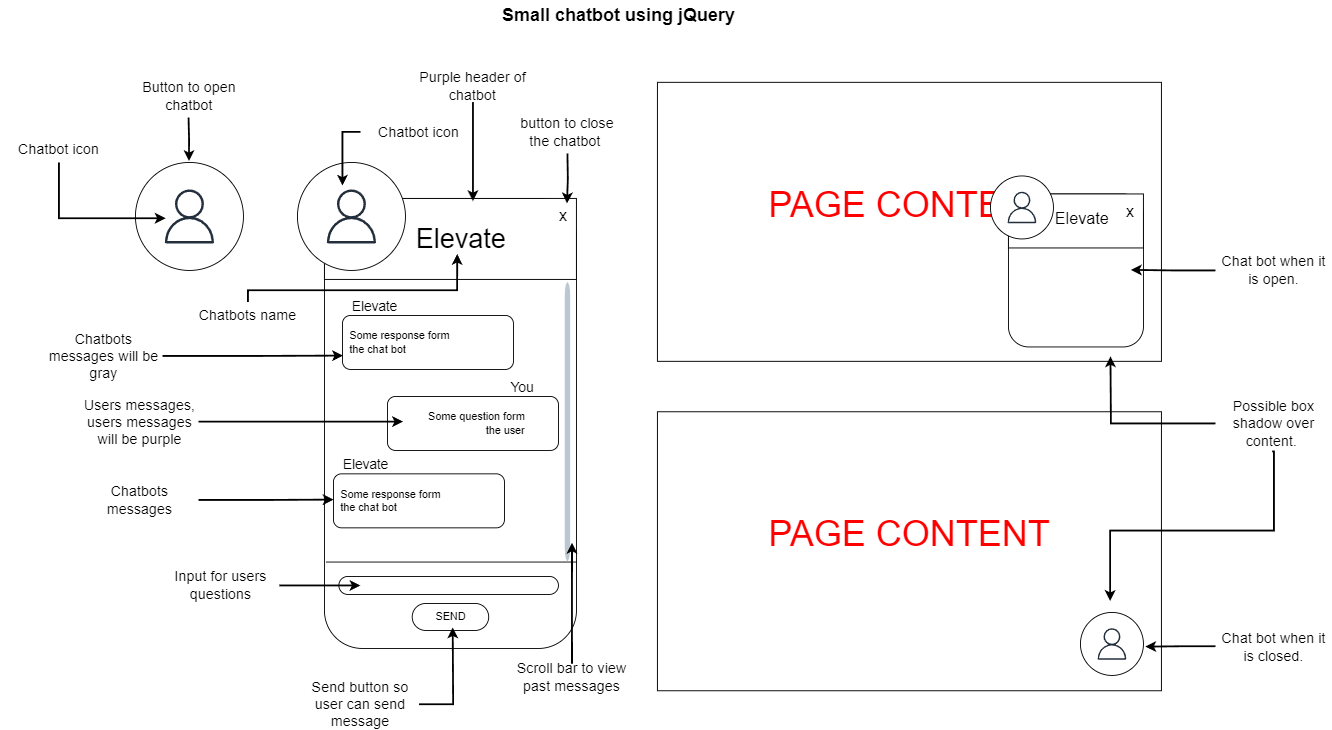 Small chatbot using jQuery
Button to open
chatbot
Chatbot icon
Purple header of
chatbot
Chatbot icon
button to close
the chatbot
x
Elevate
Chatbots name
Elevate
Some response form
the chat bot
Chatbots
messages will be
gray
You
Some question form
the user
Users messages,
users messages
will be purple
Elevate
Some response form
the chat bot
Chatbots
messages
Input for users
questions
SEND
Send button so
user can send
message
Scroll bar to view
past messages
PAGE CONTE
Elevate
x
Chat bot when it
is open.
Possible box
shadow over
content.
PAGE CONTENT
Chat bot when it
is closed.